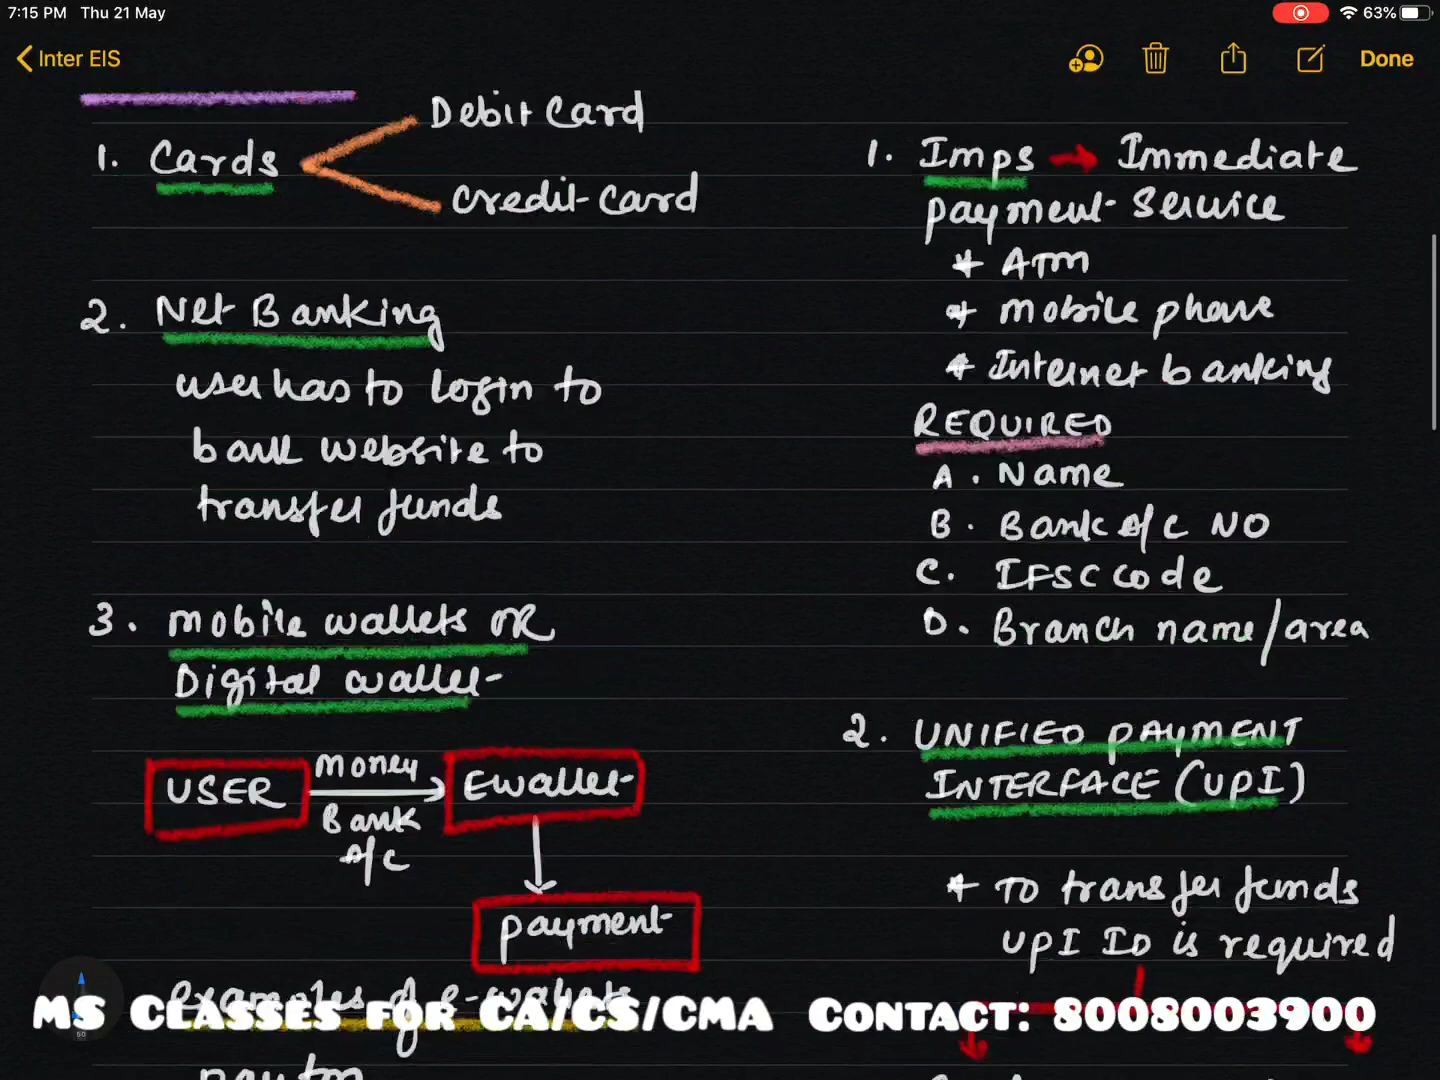 7:15 PM Thu 21 May
63%
Inter EIS
Done
1. Cards
Debit Card
Credit Card
2. Net Banking
user has to login to
bank website to
transfer funds
3. Mobile wallets OR
Digital wallet
USER
Money
Bank
A/C
Ewallet
payment
examples of e-wallets
1. Imps → Immediate
payment Service
* ATM
* Mobile phone
* Internet banking
REQUIRED
A. Name
B. Bank A/C NO
C. IFSC code
D. Branch name/area
2. UNIFIED PAYMENT
INTERFACE (UPI)
* To transfer funds
UPI ID is required
MS Classes for CA/CS/CMA Contact: 8008003900